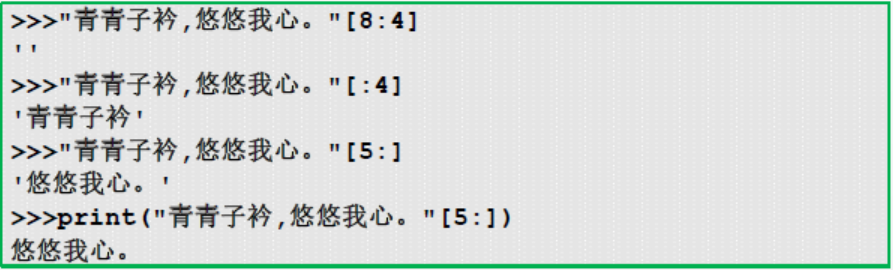 >>>"青青子衿,悠悠我心。"[8:4]
''
>>>"青青子衿,悠悠我心。"[:4]
'青青子衿'
>>>"青青子衿,悠悠我心。"[5:]
'悠悠我心。'
>>>print("青青子衿,悠悠我心。"[5:])
悠悠我心。